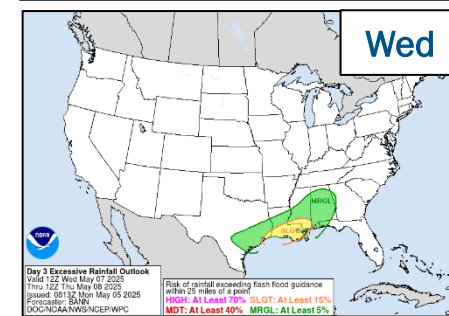 Wed
MRGL
SLGT
NOAA
Day 3 Excessive Rainfall Outlook
Valid 12Z Wed May 07 2025
Thru 12Z Thu May 08 2025
Issued: 0813Z Mon May 05 2025
Forecaster: BANN
DOC/NOAA/NWS/NCEP/WPC
Risk of rainfall exceeding flash flood guidance
within 25 miles of a point
HIGH: At Least 70% SLGT: At Least 15%
MDT: At Least 40% MRGL: At Least 5%